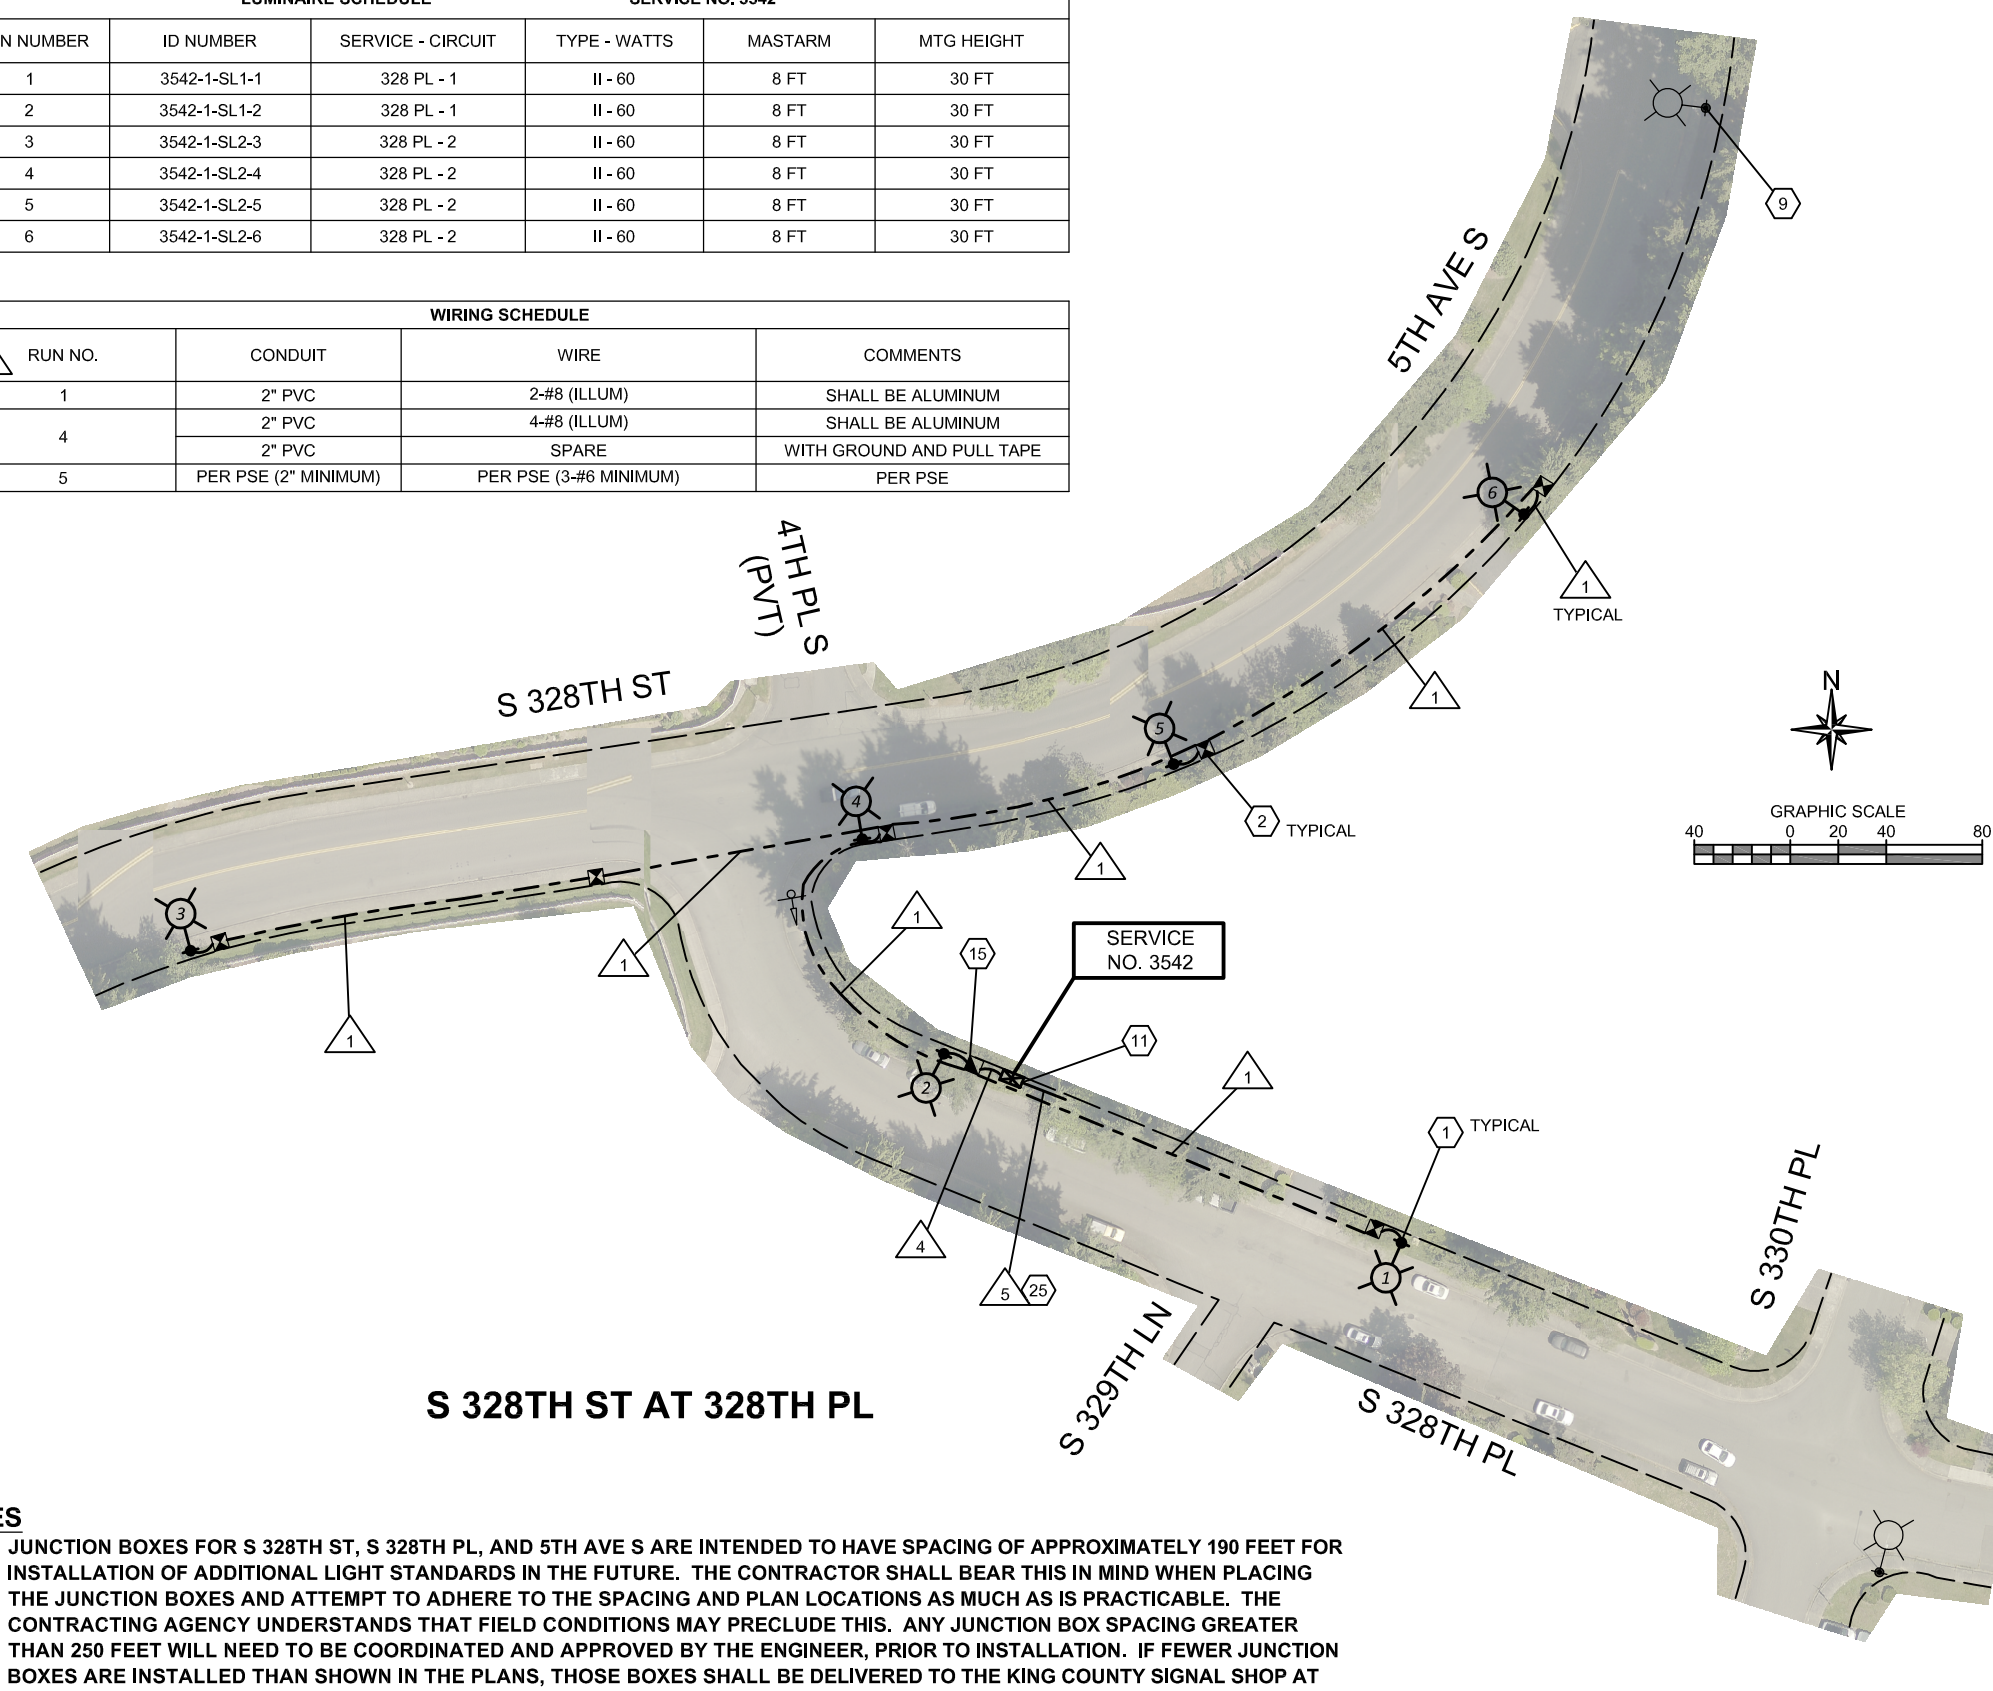 LUMINAIRE SCHEDULE SERVICE NO. 3542
N NUMBER ID NUMBER SERVICE - CIRCUIT TYPE - WATTS MASTARM MTG HEIGHT
1 3542-1-SL1-1 328 PL - 1 II - 60 8 FT 30 FT
2 3542-1-SL1-2 328 PL - 1 II - 60 8 FT 30 FT
3 3542-1-SL2-3 328 PL - 2 II - 60 8 FT 30 FT
4 3542-1-SL2-4 328 PL - 2 II - 60 8 FT 30 FT
5 3542-1-SL2-5 328 PL - 2 II - 60 8 FT 30 FT
6 3542-1-SL2-6 328 PL - 2 II - 60 8 FT 30 FT
WIRING SCHEDULE
RUN NO. CONDUIT WIRE COMMENTS
1 2" PVC 2-#8 (ILLUM) SHALL BE ALUMINUM
4 2" PVC 4-#8 (ILLUM) SHALL BE ALUMINUM
2" PVC SPARE WITH GROUND AND PULL TAPE
5 PER PSE (2" MINIMUM) PER PSE (3-#6 MINIMUM) PER PSE
9
5TH AVE S
6
1
TYPICAL
4TH PL S
(PVT)
S 328TH ST
1
5
N
4
2 TYPICAL
GRAPHIC SCALE
40 0 20 40 80
1
3
1
1
15
SERVICE
NO. 3542
1
11
2
1
1 TYPICAL
4
1
5 25
S 330TH PL
S 329TH LN
S 328TH PL
S 328TH ST AT 328TH PL
ES
JUNCTION BOXES FOR S 328TH ST, S 328TH PL, AND 5TH AVE S ARE INTENDED TO HAVE SPACING OF APPROXIMATELY 190 FEET FOR
INSTALLATION OF ADDITIONAL LIGHT STANDARDS IN THE FUTURE. THE CONTRACTOR SHALL BEAR THIS IN MIND WHEN PLACING
THE JUNCTION BOXES AND ATTEMPT TO ADHERE TO THE SPACING AND PLAN LOCATIONS AS MUCH AS IS PRACTICABLE. THE
CONTRACTING AGENCY UNDERSTANDS THAT FIELD CONDITIONS MAY PRECLUDE THIS. ANY JUNCTION BOX SPACING GREATER
THAN 250 FEET WILL NEED TO BE COORDINATED AND APPROVED BY THE ENGINEER, PRIOR TO INSTALLATION. IF FEWER JUNCTION
BOXES ARE INSTALLED THAN SHOWN IN THE PLANS, THOSE BOXES SHALL BE DELIVERED TO THE KING COUNTY SIGNAL SHOP AT